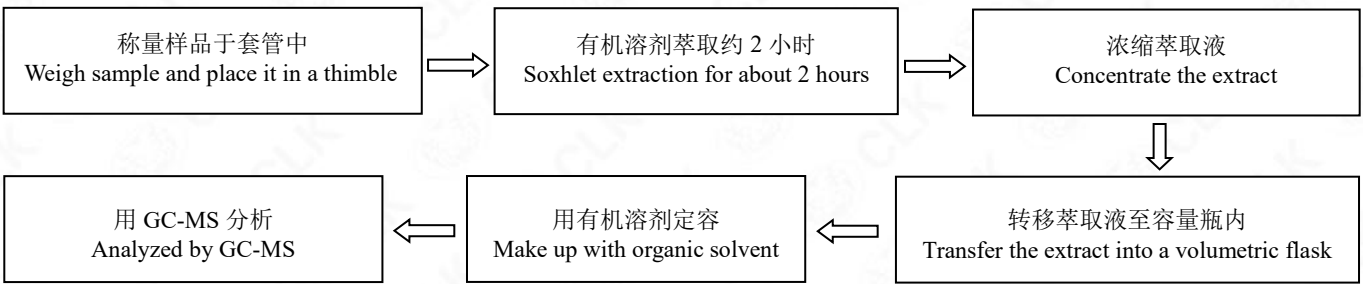 称量样品于套管中
Weigh sample and place it in a thimble
有机溶剂萃取约 2 小时
Soxhlet extraction for about 2 hours
浓缩萃取液
Concentrate the extract
转移萃取液至容量瓶内
Transfer the extract into a volumetric flask
用有机溶剂定容
Make up with organic solvent
用 GC-MS 分析
Analyzed by GC-MS